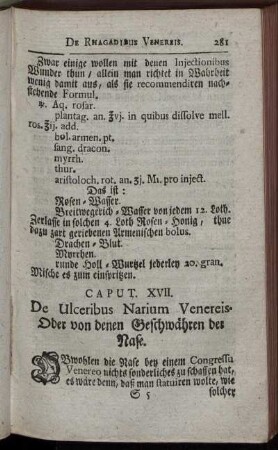 De Rhagadibus Venereis. 281
Zwar einige wollen mit denen Injectionibus
Wunder thun / allein man richtet in Wahrheit
wenig damit aus, als sie recommendiren nach-
stehende Formul.
℞. Aq. rosar.
plantag. an. ℥vj. in quibus dissolve mell.
ros. ℥ij. add.
bol. armen. pt.
sang. dracon.
myrrh.
thur.
aristoloch. rot. an. ʒj. M. pro inject.
Das ist:
Rosen-Wasser.
Breitwegerich-Wasser von jedem 12. Loth.
Zerlasse in solchen 4. Loth Rosen-Honig, thue
dazu zart geriebenen Armenischen bolus.
Drachen-Blut.
Myrrhen.
runde Holl-Wurtzel jederley 20. gran.
Mische es zum einspritzen.
CAPUT. XVII.
De Ulceribus Narium Venereis.
Oder von denen Geschwähren der
Nase.
OBwohlen die Nase bey einem Congressu
Venereo nichts sonderliches zu schaffen hat,
es wäre denn, daß man statuiren wolte, wie
S 5 solcher